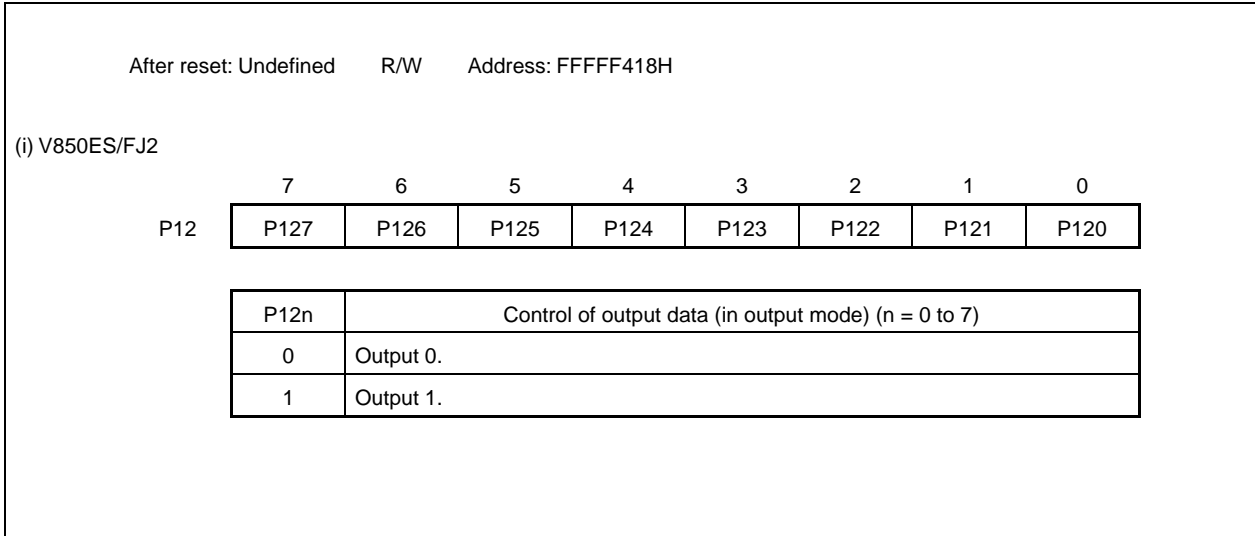 After reset: Undefined R/W Address: FFFFF418H
(i) V850ES/FJ2
7 6 5 4 3 2 1 0
P12 P127 P126 P125 P124 P123 P122 P121 P120
P12n Control of output data (in output mode) (n = 0 to 7)
0 Output 0.
1 Output 1.